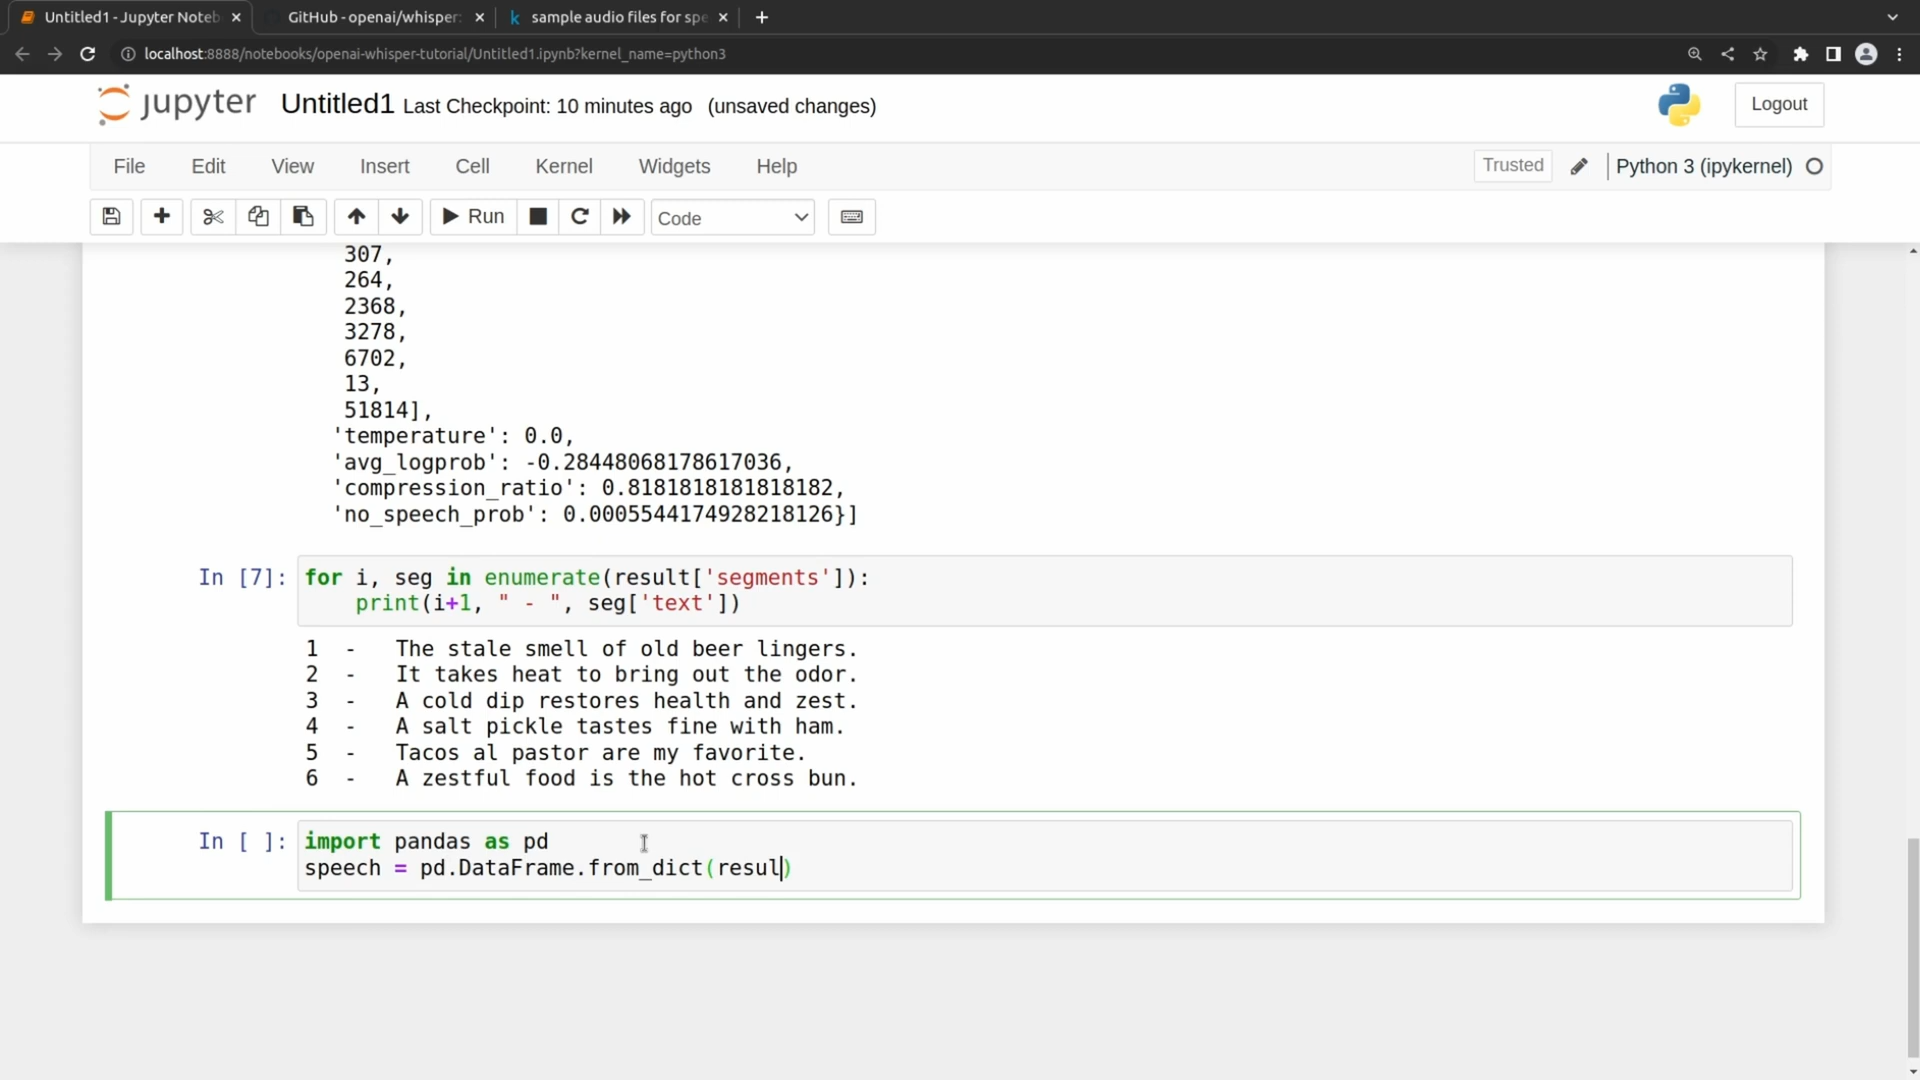 Untitled1 - Jupyter Noteb
GitHub - openai/whisper:
sample audio files for spe
localhost:8888/notebooks/openai-whisper-tutorial/Untitled1.ipynb?kernel_name=python3
jupyter Untitled1 Last Checkpoint: 10 minutes ago (unsaved changes)
Logout
File Edit View Insert Cell Kernel Widgets Help
Trusted
Python 3 (ipykernel)
Run
Code
307,
264,
2368,
3278,
6702,
13,
51814],
'temperature': 0.0,
'avg_logprob': -0.28448068178617036,
'compression_ratio': 0.8181818181818182,
'no_speech_prob': 0.00055441749282181​26}]
In [7]: for i, seg in enumerate(result['segments']):
print(i+1, " - ", seg['text'])
1 - The stale smell of old beer lingers.
2 - It takes heat to bring out the odor.
3 - A cold dip restores health and zest.
4 - A salt pickle tastes fine with ham.
5 - Tacos al pastor are my favorite.
6 - A zestful food is the hot cross bun.
In [ ]: import pandas as pd
speech = pd.DataFrame.from_dict(resul)